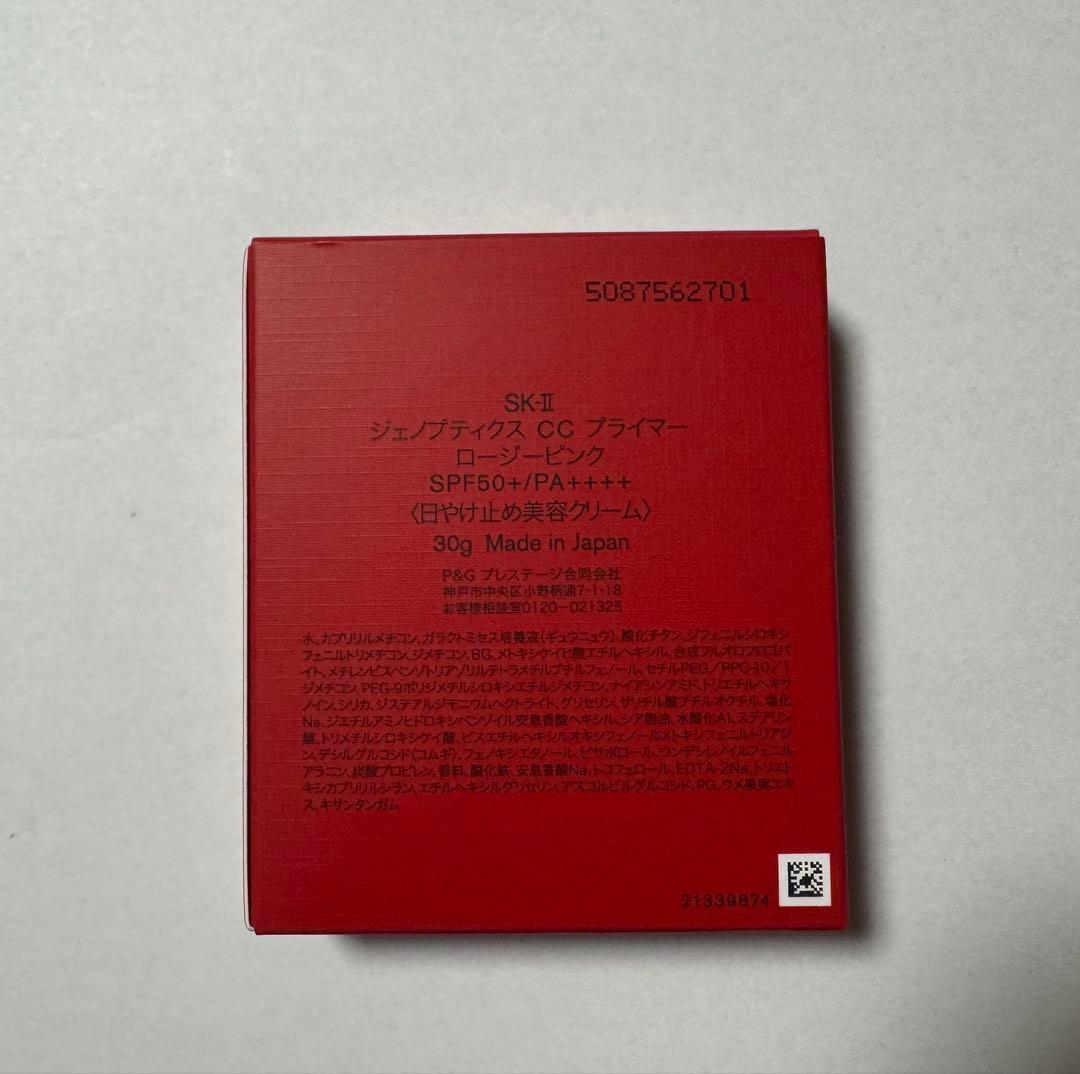 5087562701
SK-II
ジェノプティクス CC プライマー
ロージーピンク
SPF50+/PA++++
〈日やけ止め美容クリーム〉
30g Made in Japan
P&G プレステージ合同会社
神戸市中央区小野柄通7-1-18
お客様相談室0120-021325
水、カプリリルメチコン、ガラクトミセス培養液(ギュウニュウ)、酸化チタン、ジフェニルシロキシ
フェニルトリメチコン、ジメチコン、BG、メトキシケイヒ酸エチルヘキシル、合成フルオロフロゴパ
イト、メチレンビスベンゾトリアゾリルテトラメチルブチルフェノール、セチルPEG/PPG-10/1
ジメチコン、PEG-9ポリジメチルシロキシエチルジメチコン、ナイアシンアミド、トリエチルヘキサ
ノイン、シリカ、ジステアルジモニウムヘクトライト、グリセリン、サリチル酸ブチルオクチル、塩化
Na、ジエチルアミノヒドロキシベンゾイル安息香酸ヘキシル、シア脂油、水酸化Al、ステアリン
酸、トリメチルシロキシケイ酸、ビスエチルヘキシルオキシフェノールメトキシフェニルトリアジ
ン、デシルグルコシド(コムギ)、フェノキシエタノール、ビサボロール、ウンデシレノイルフェニル
アラニン、炭酸プロピレン、香料、酸化鉄、安息香酸Na、トコフェロール、EDTA-2Na、トリエト
キシカプリリルシラン、エチルヘキシルグリセリン、アスコルビルグルコシド、PG、ウメ果実エキ
ス、キサンタンガム
21339874